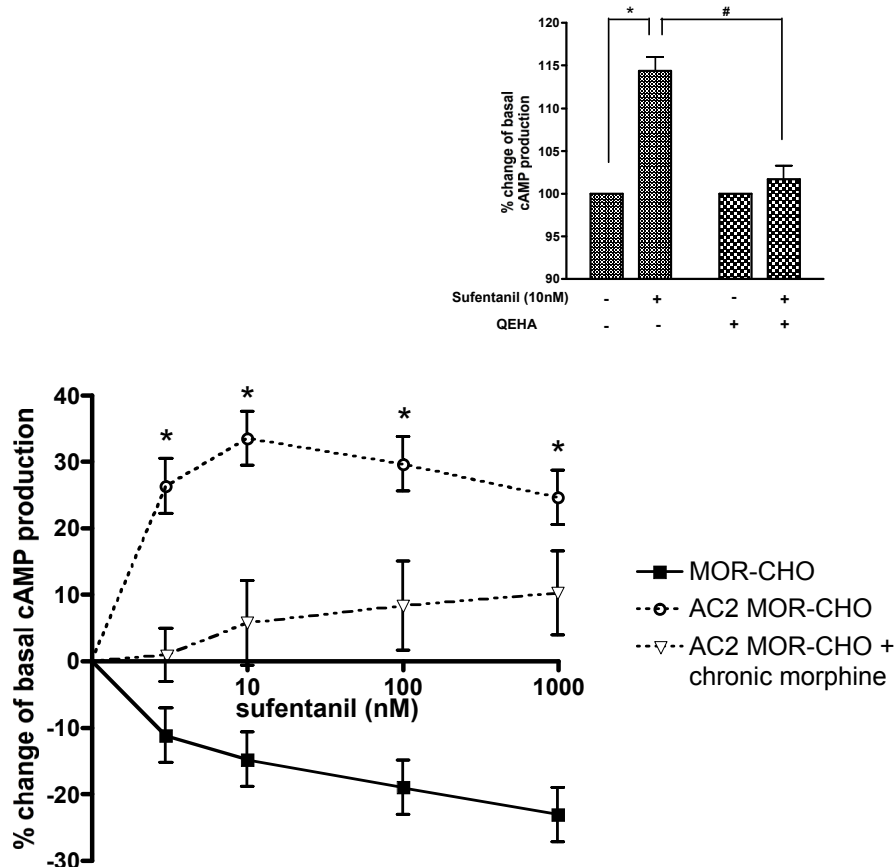 120
115
110
105
100
95
90
% change of basal
cAMP production
* #
Sufentanil (10nM) - + - +
QEHA - - + +
40
30
20
10
0
-10
-20
-30
% change of basal cAMP production
* * * *
10 100 1000
sufentanil (nM)
MOR-CHO
AC2 MOR-CHO
AC2 MOR-CHO +
chronic morphine